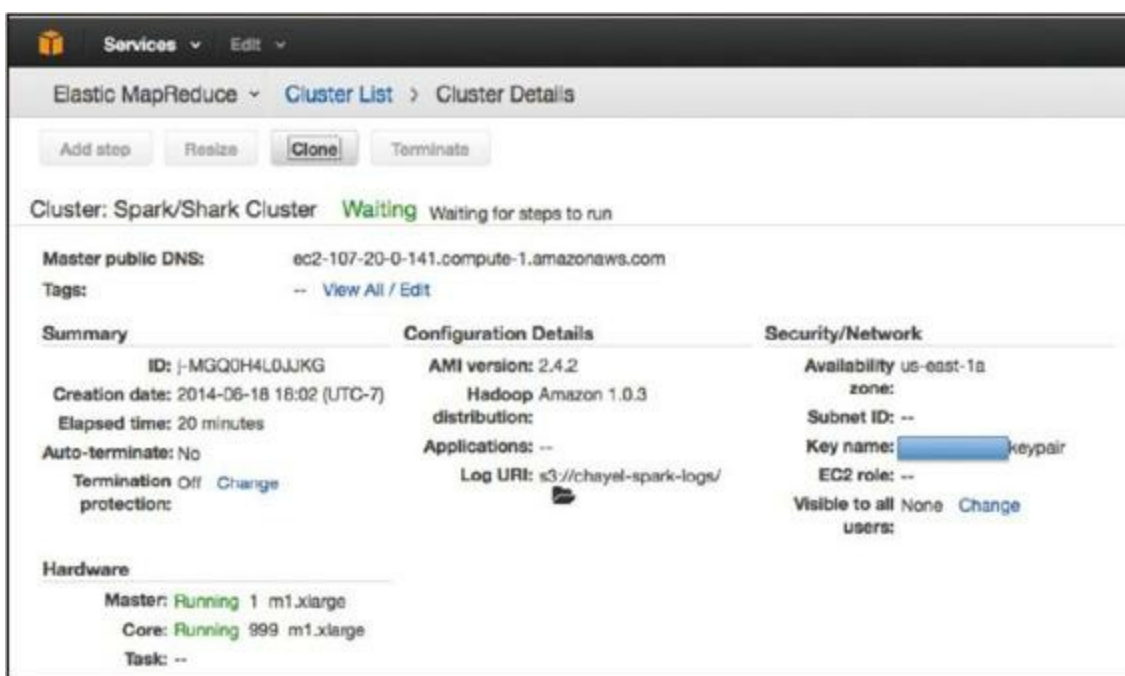 Services Edit
Elastic MapReduce Cluster List > Cluster Details
Add step Resize Clone Terminate
Cluster: Spark/Shark Cluster Waiting Waiting for steps to run
Master public DNS: ec2-107-20-0-141.compute-1.amazonaws.com
Tags: -- View All / Edit
Summary
ID: j-MGQ0H4L0JJKG
Creation date: 2014-06-18 18:02 (UTC-7)
Elapsed time: 20 minutes
Auto-terminate: No
Termination Off Change
protection:
Configuration Details
AMI version: 2.4.2
Hadoop Amazon 1.0.3
distribution:
Applications: --
Log URI: s3://chayel-spark-logs/
Security/Network
Availability us-east-1a
zone:
Subnet ID: --
Key name: keypair
EC2 role: --
Visible to all None Change
users:
Hardware
Master: Running 1 m1.xlarge
Core: Running 999 m1.xlarge
Task: --